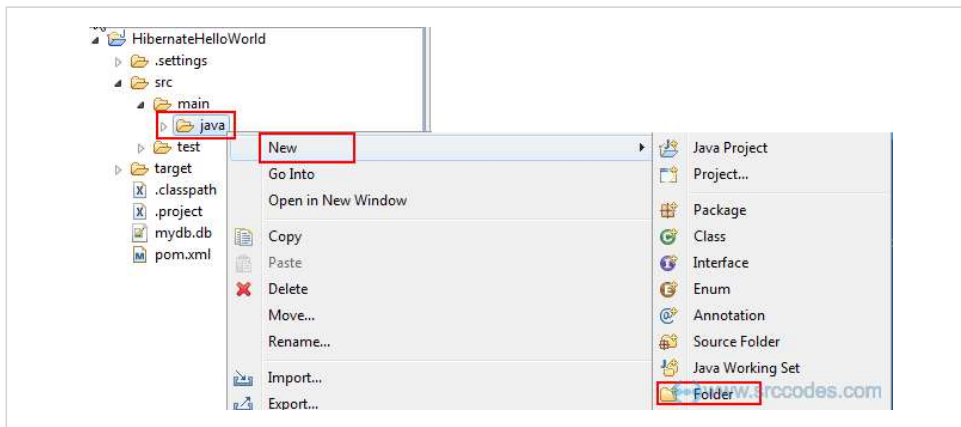 HibernateHelloWorld
.settings
src
main
java
test
target
.classpath
.project
mydb.db
pom.xml
New
Go Into
Open in New Window
Copy
Paste
Delete
Move...
Rename...
Import...
Export...
Java Project
Project...
Package
Class
Interface
Enum
Annotation
Source Folder
Java Working Set
Folder
www.srccodes.com